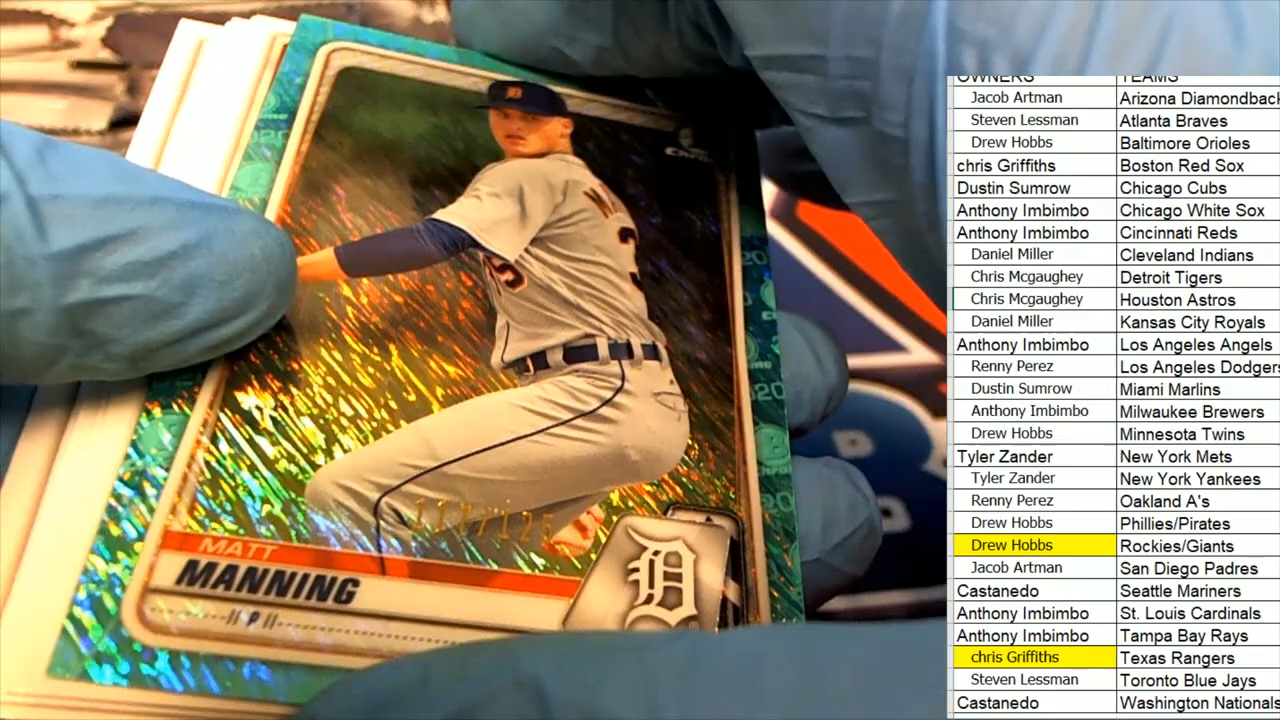 D
MATT
MANNING
P
D
OWNERS TEAMS
Jacob Artman Arizona Diamondback
Steven Lessman Atlanta Braves
Drew Hobbs Baltimore Orioles
chris Griffiths Boston Red Sox
Dustin Sumrow Chicago Cubs
Anthony Imbimbo Chicago White Sox
Anthony Imbimbo Cincinnati Reds
Daniel Miller Cleveland Indians
Chris Mcgaughey Detroit Tigers
Chris Mcgaughey Houston Astros
Daniel Miller Kansas City Royals
Anthony Imbimbo Los Angeles Angels
Renny Perez Los Angeles Dodgers
Dustin Sumrow Miami Marlins
Anthony Imbimbo Milwaukee Brewers
Drew Hobbs Minnesota Twins
Tyler Zander New York Mets
Tyler Zander New York Yankees
Renny Perez Oakland A's
Drew Hobbs Phillies/Pirates
Drew Hobbs Rockies/Giants
Jacob Artman San Diego Padres
Castanedo Seattle Mariners
Anthony Imbimbo St. Louis Cardinals
Anthony Imbimbo Tampa Bay Rays
chris Griffiths Texas Rangers
Steven Lessman Toronto Blue Jays
Castanedo Washington Nationals